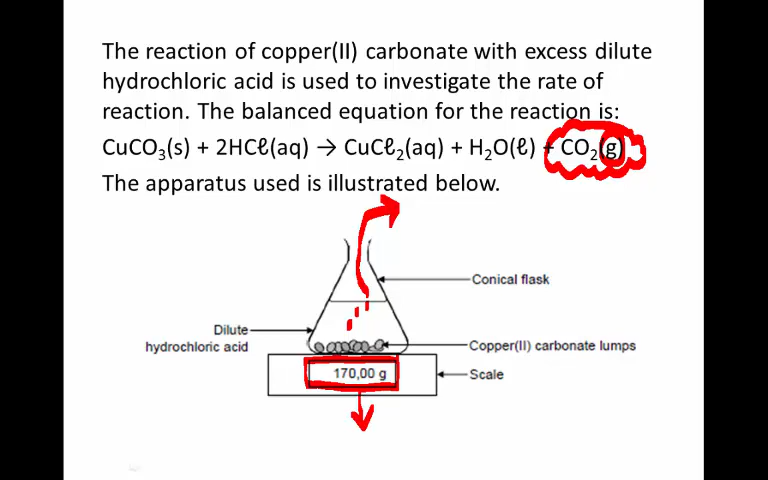 The reaction of copper(II) carbonate with excess dilute
hydrochloric acid is used to investigate the rate of
reaction. The balanced equation for the reaction is:
CuCO₃(s) + 2HCℓ(aq) → CuCℓ₂(aq) + H₂O(ℓ) + CO₂(g)
The apparatus used is illustrated below.
Conical flask
Dilute
hydrochloric acid
Copper(II) carbonate lumps
170,00 g
Scale